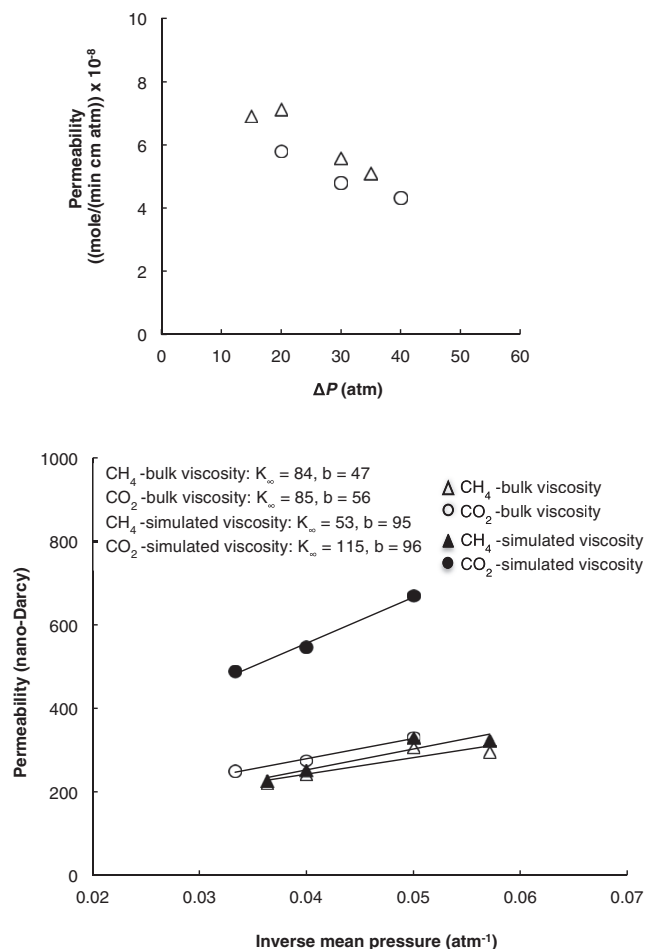 10
8
6
4
2
0
0 10 20 30 40 50 60
Permeability
((mole/(min cm atm)) x 10⁻⁸
ΔP (atm)
1000
800
600
400
200
0
0.02 0.03 0.04 0.05 0.06 0.07
Permeability (nano-Darcy)
CH₄ -bulk viscosity: K∞ = 84, b = 47
CO₂ -bulk viscosity: K∞ = 85, b = 56
CH₄ -simulated viscosity: K∞ = 53, b = 95
CO₂ -simulated viscosity: K∞ = 115, b = 96
CH₄ -bulk viscosity
CO₂ -bulk viscosity
CH₄ -simulated viscosity
CO₂ -simulated viscosity
Inverse mean pressure (atm⁻¹)